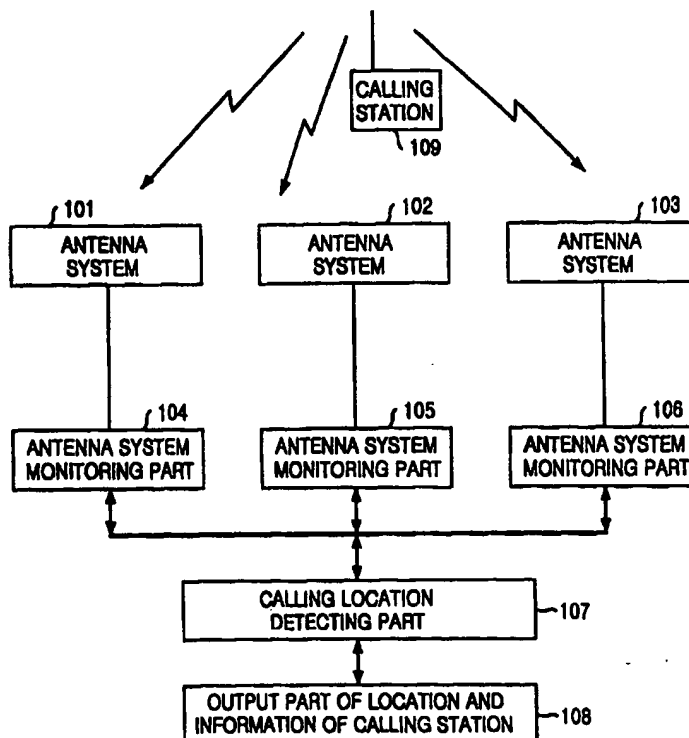 CALLING
STATION
109
101
102
103
ANTENNA
SYSTEM
ANTENNA
SYSTEM
ANTENNA
SYSTEM
104
105
106
ANTENNA SYSTEM
MONITORING PART
ANTENNA SYSTEM
MONITORING PART
ANTENNA SYSTEM
MONITORING PART
CALLING LOCATION
DETECTING PART
107
OUTPUT PART OF LOCATION AND
INFORMATION OF CALLING STATION
108